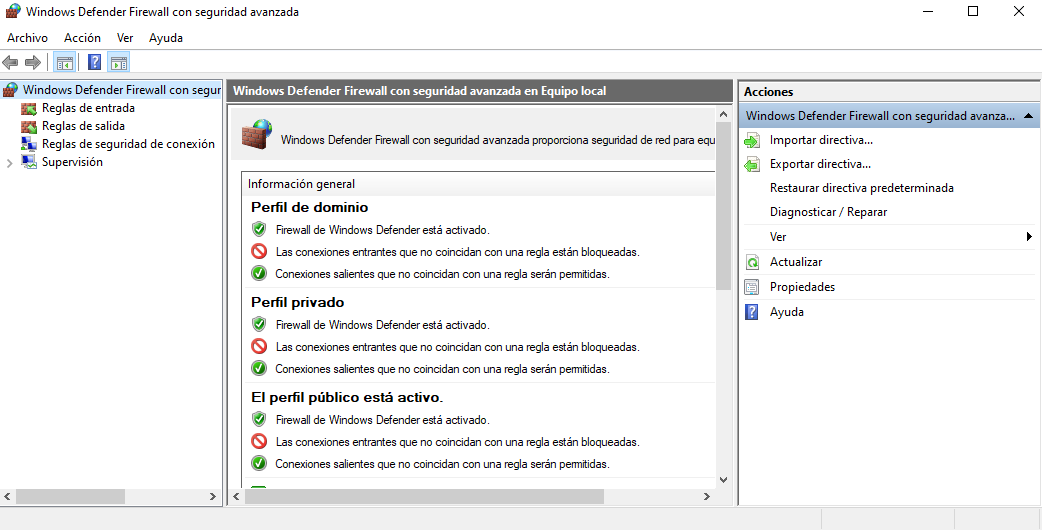 Windows Defender Firewall con seguridad avanzada
Archivo Acción Ver Ayuda
Windows Defender Firewall con segur
Reglas de entrada
Reglas de salida
Reglas de seguridad de conexión
Supervisión
Windows Defender Firewall con seguridad avanzada en Equipo local
Windows Defender Firewall con seguridad avanzada proporciona seguridad de red para equ
Información general
Perfil de dominio
Firewall de Windows Defender está activado.
Las conexiones entrantes que no coincidan con una regla están bloqueadas.
Conexiones salientes que no coincidan con una regla serán permitidas.
Perfil privado
Firewall de Windows Defender está activado.
Las conexiones entrantes que no coincidan con una regla están bloqueadas.
Conexiones salientes que no coincidan con una regla serán permitidas.
El perfil público está activo.
Firewall de Windows Defender está activado.
Las conexiones entrantes que no coincidan con una regla están bloqueadas.
Conexiones salientes que no coincidan con una regla serán permitidas.
Acciones
Windows Defender Firewall con seguridad avanza...
Importar directiva...
Exportar directiva...
Restaurar directiva predeterminada
Diagnosticar / Reparar
Ver
Actualizar
Propiedades
Ayuda